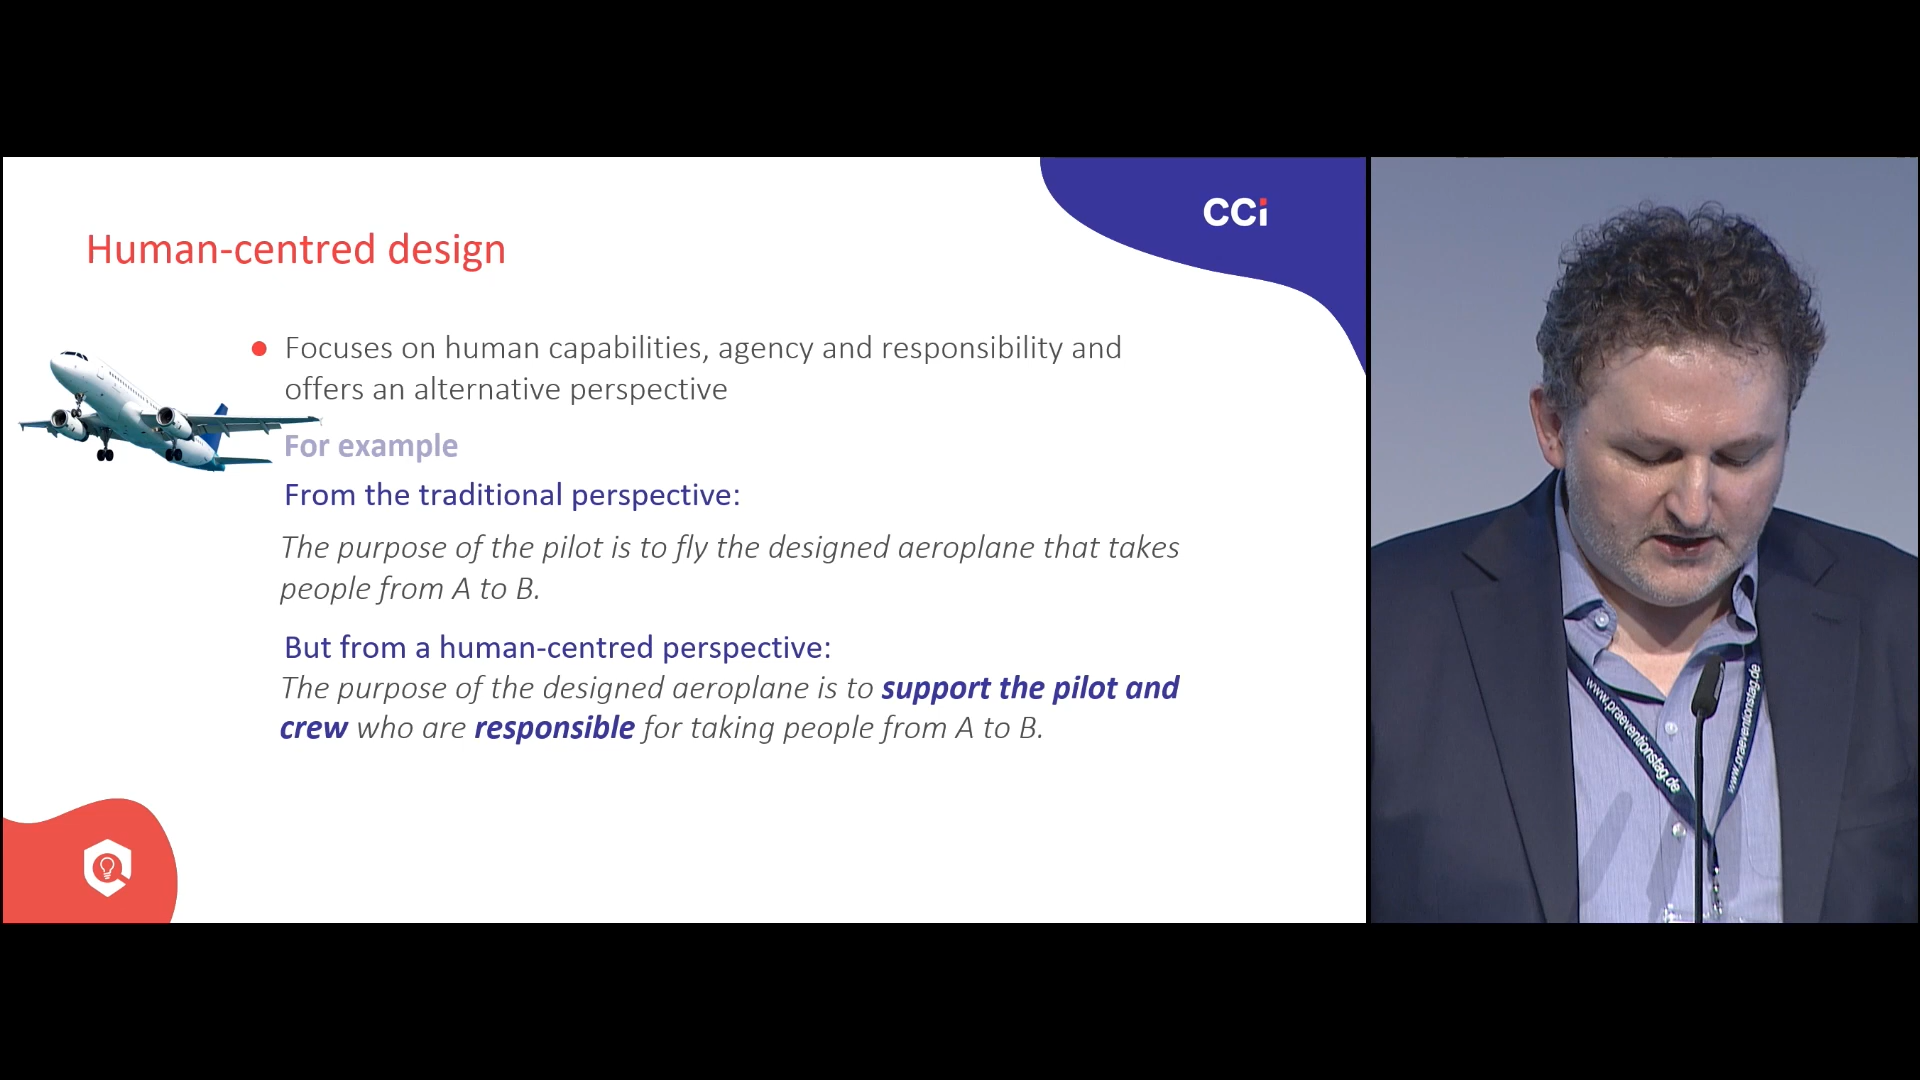 CCi
Human-centred design
Focuses on human capabilities, agency and responsibility and
offers an alternative perspective
For example
From the traditional perspective:
The purpose of the pilot is to fly the designed aeroplane that takes
people from A to B.
But from a human-centred perspective:
The purpose of the designed aeroplane is to support the pilot and
crew who are responsible for taking people from A to B.
www.praeventionstag.de
www.praeventionstag.de